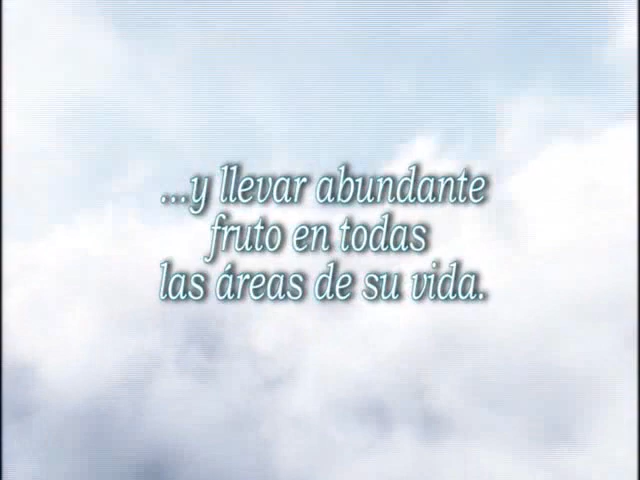 ...y llevar abundante
fruto en todas
las áreas de su vida.